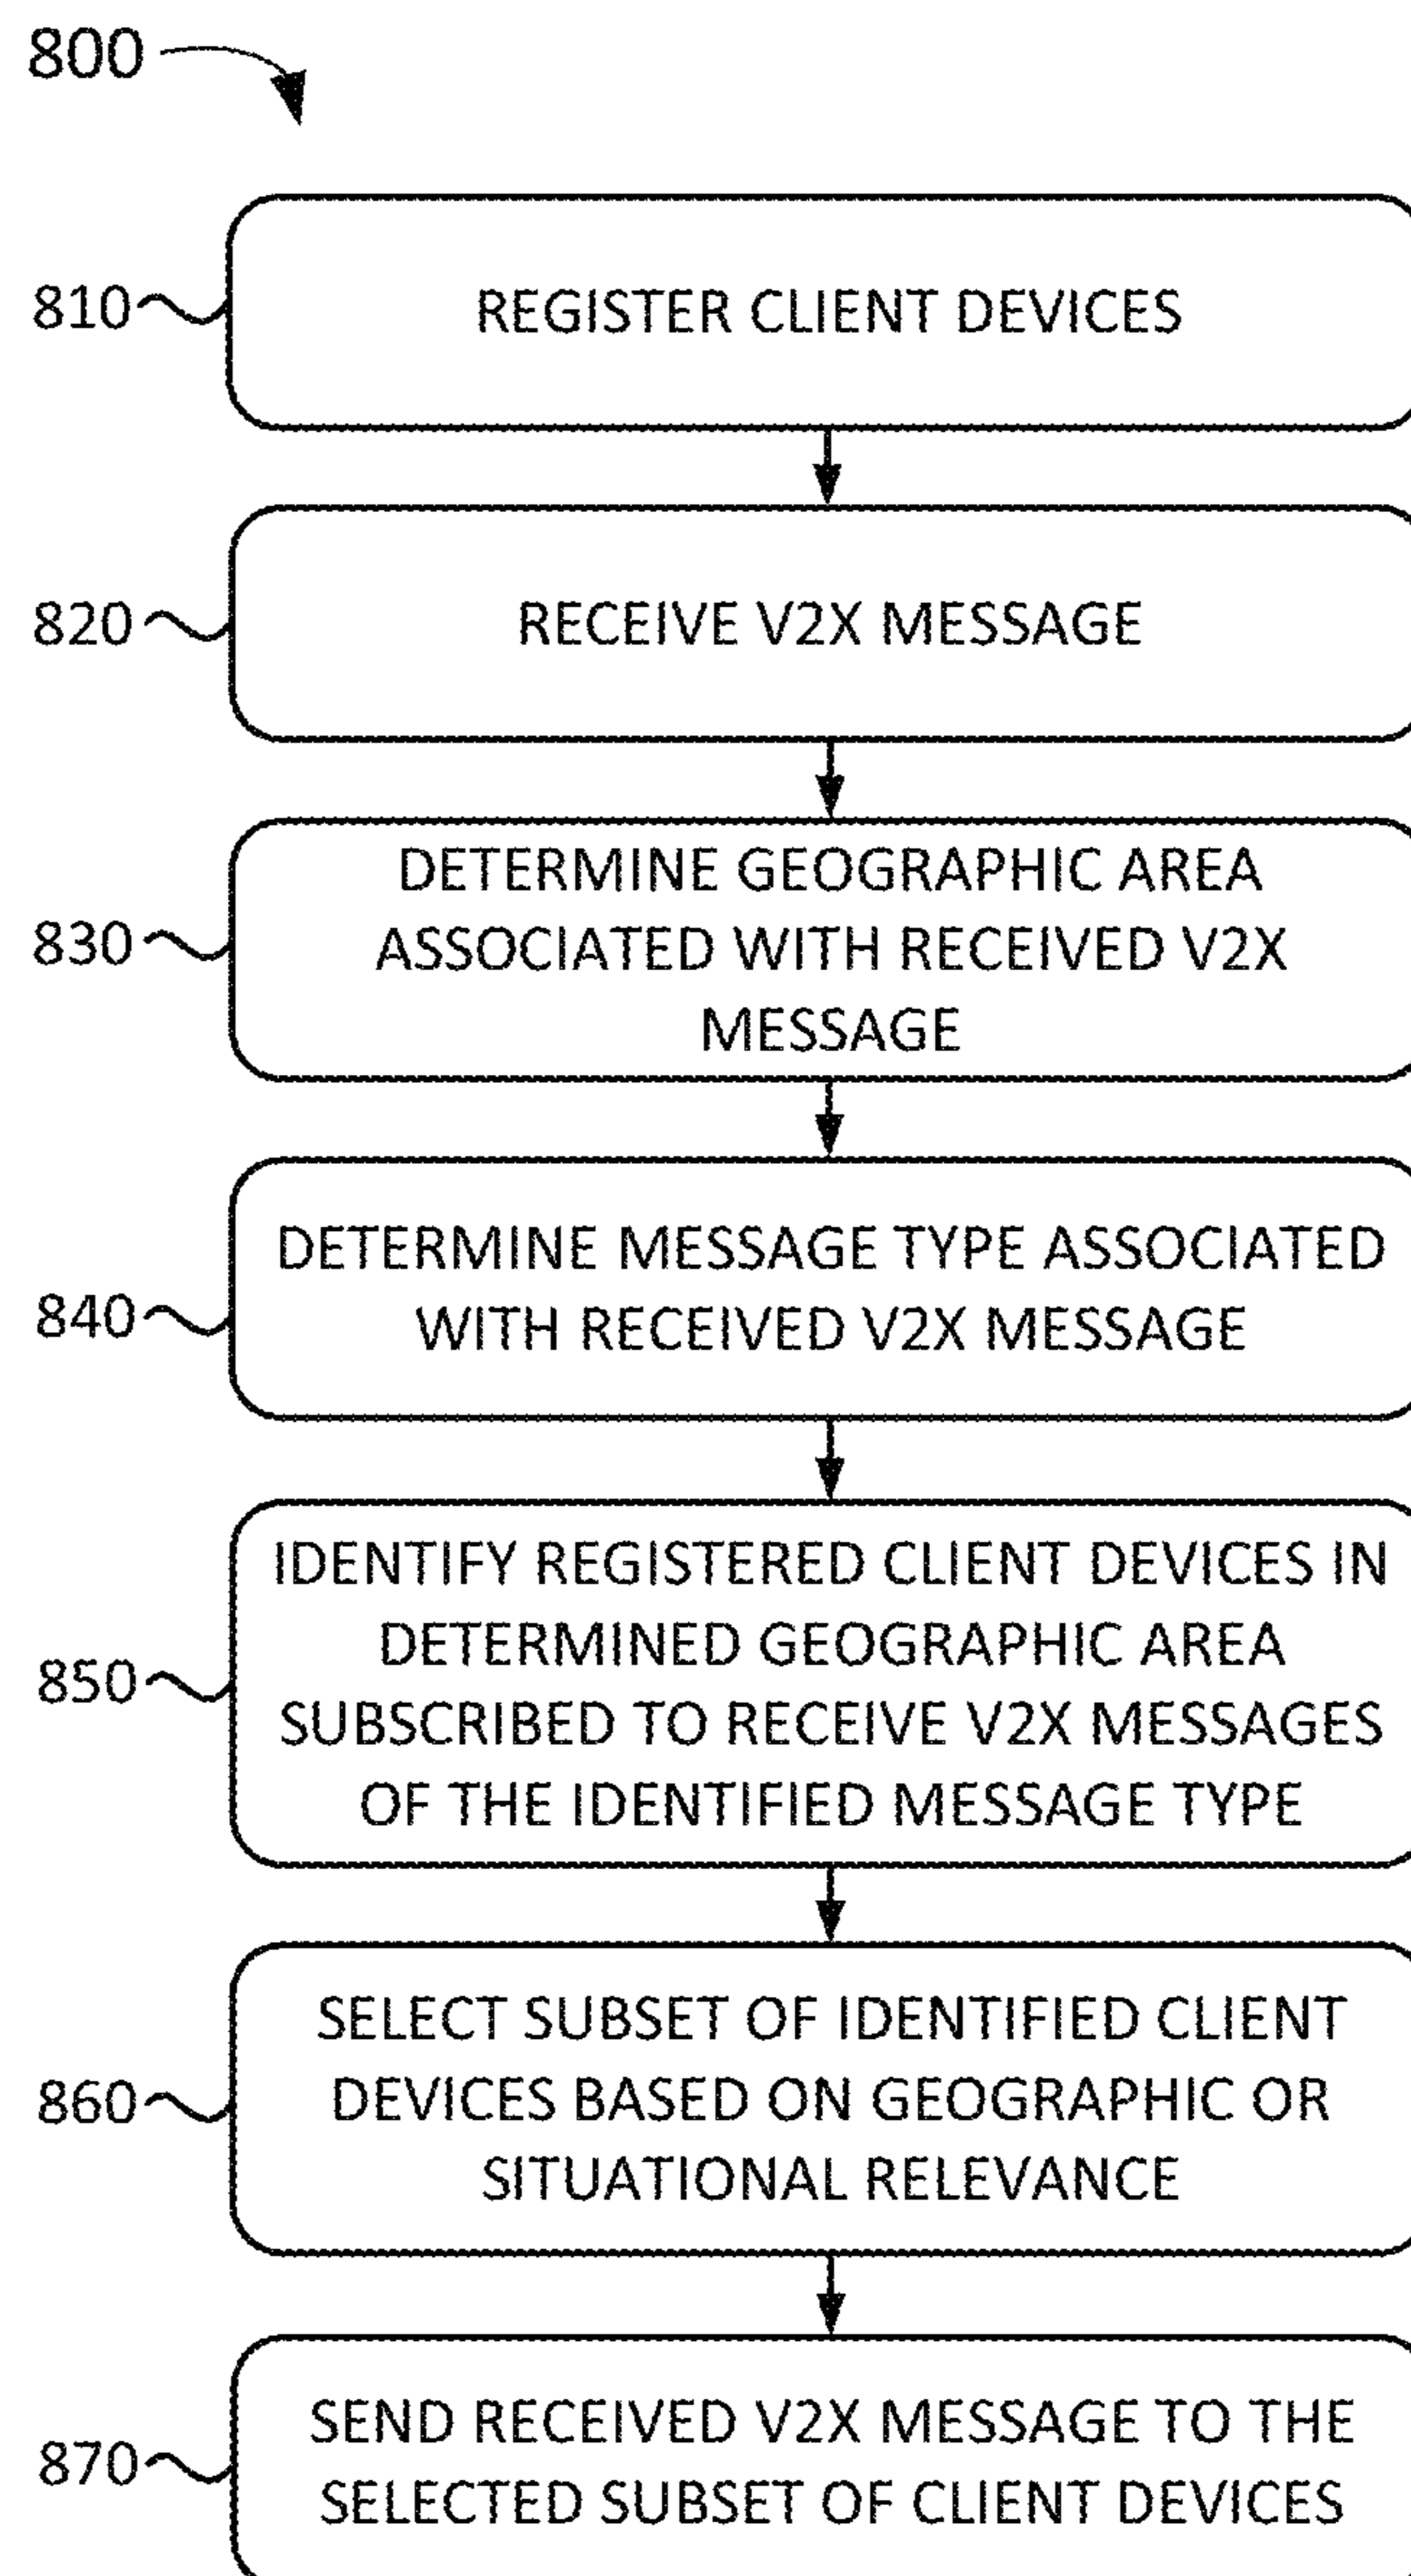 800
810
REGISTER CLIENT DEVICES
820
RECEIVE V2X MESSAGE
830
DETERMINE GEOGRAPHIC AREA
ASSOCIATED WITH RECEIVED V2X
MESSAGE
840
DETERMINE MESSAGE TYPE ASSOCIATED
WITH RECEIVED V2X MESSAGE
850
IDENTIFY REGISTERED CLIENT DEVICES IN
DETERMINED GEOGRAPHIC AREA
SUBSCRIBED TO RECEIVE V2X MESSAGES
OF THE IDENTIFIED MESSAGE TYPE
860
SELECT SUBSET OF IDENTIFIED CLIENT
DEVICES BASED ON GEOGRAPHIC OR
SITUATIONAL RELEVANCE
870
SEND RECEIVED V2X MESSAGE TO THE
SELECTED SUBSET OF CLIENT DEVICES